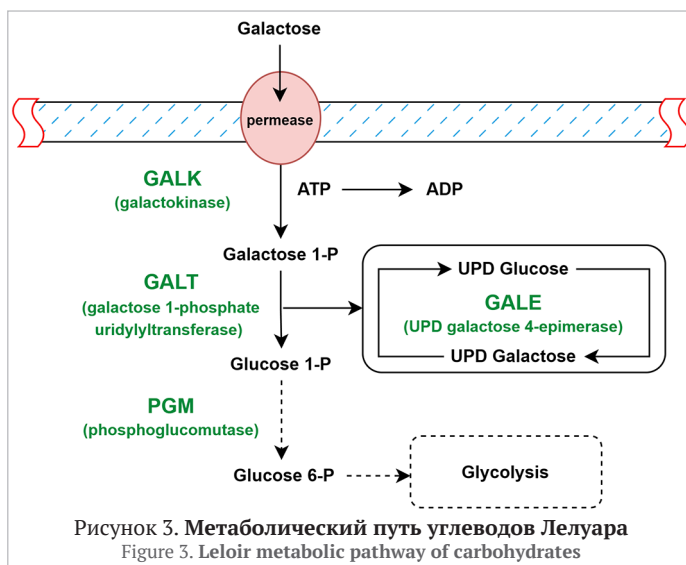 Galactose
permease
GALK
(galactokinase)
ATP
ADP
Galactose 1-P
GALT
(galactose 1-phosphate
uridylyltransferase)
UPD Glucose
GALE
(UPD galactose 4-epimerase)
UPD Galactose
Glucose 1-P
PGM
(phosphoglucomutase)
Glucose 6-P
Glycolysis
Рисунок 3. Метаболический путь углеводов Лелуара
Figure 3. Leloir metabolic pathway of carbohydrates